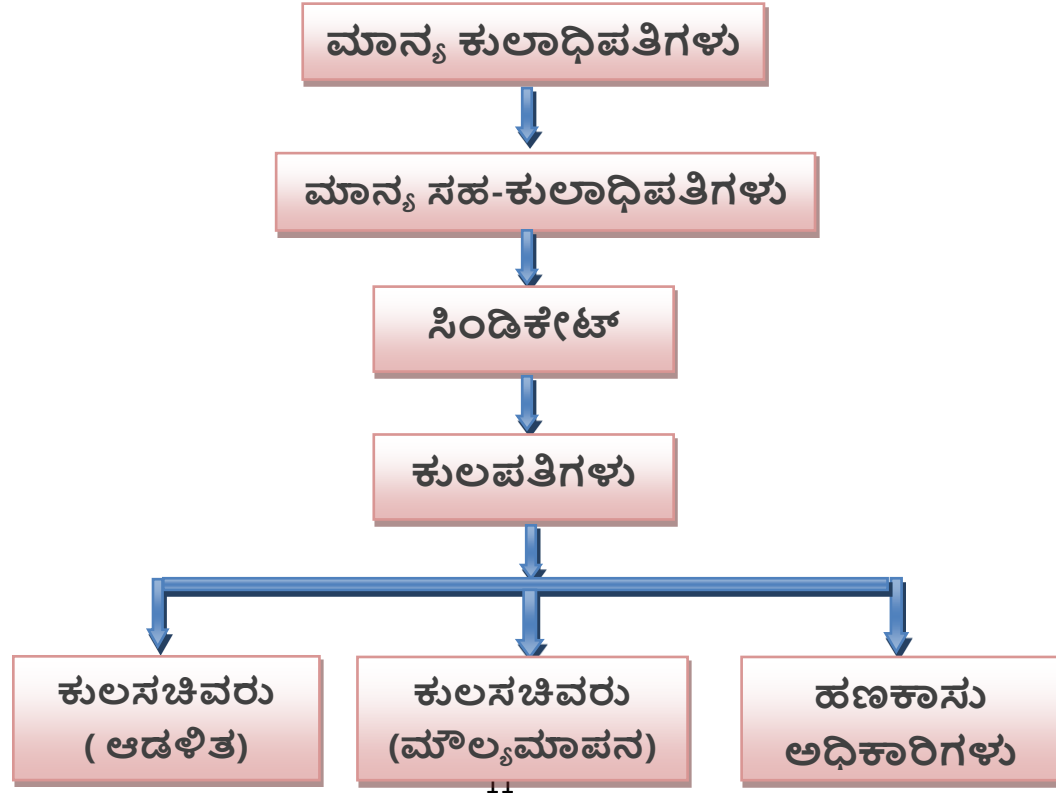 ಮಾನ್ಯ ಕುಲಾಧಿಪತಿಗಳು
ಮಾನ್ಯ ಸಹ-ಕುಲಾಧಿಪತಿಗಳು
ಸಿಂಡಿಕೇಟ್
ಕುಲಪತಿಗಳು
ಕುಲಸಚಿವರು
( ಆಡಳಿತ)
ಕುಲಸಚಿವರು
(ಮೌಲ್ಯಮಾಪನ)
ಹಣಕಾಸು
ಅಧಿಕಾರಿಗಳು
11